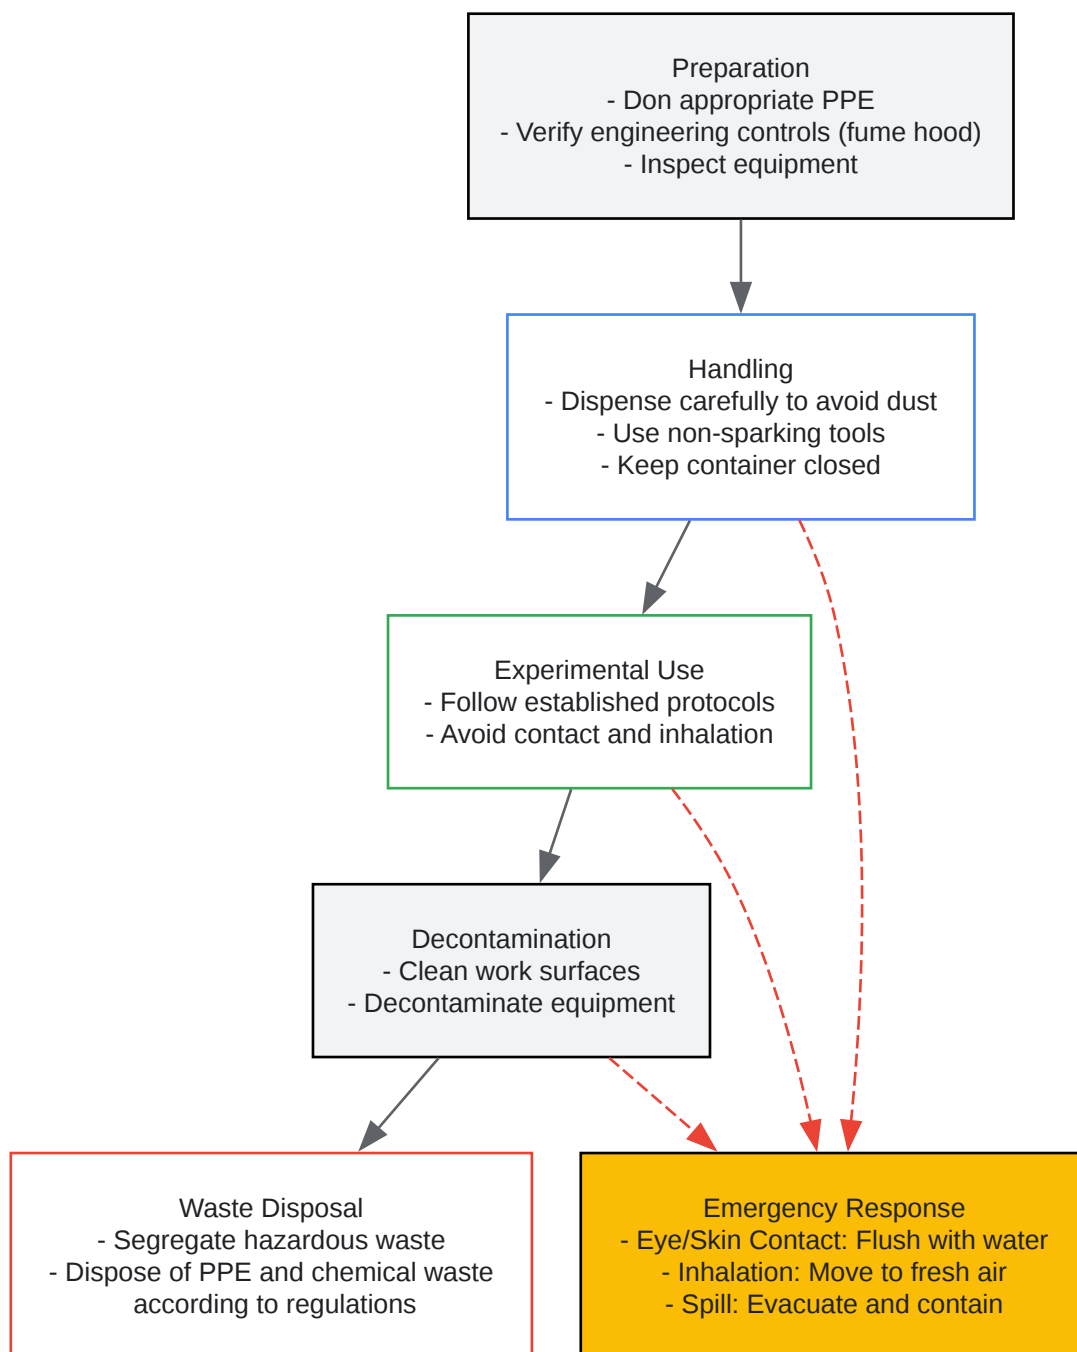 Preparation
- Don appropriate PPE
- Verify engineering controls (fume hood)
- Inspect equipment
Handling
- Dispense carefully to avoid dust
- Use non-sparking tools
- Keep container closed
Experimental Use
- Follow established protocols
- Avoid contact and inhalation
Decontamination
- Clean work surfaces
- Decontaminate equipment
Waste Disposal
- Segregate hazardous waste
- Dispose of PPE and chemical waste
according to regulations
Emergency Response
- Eye/Skin Contact: Flush with water
- Inhalation: Move to fresh air
- Spill: Evacuate and contain